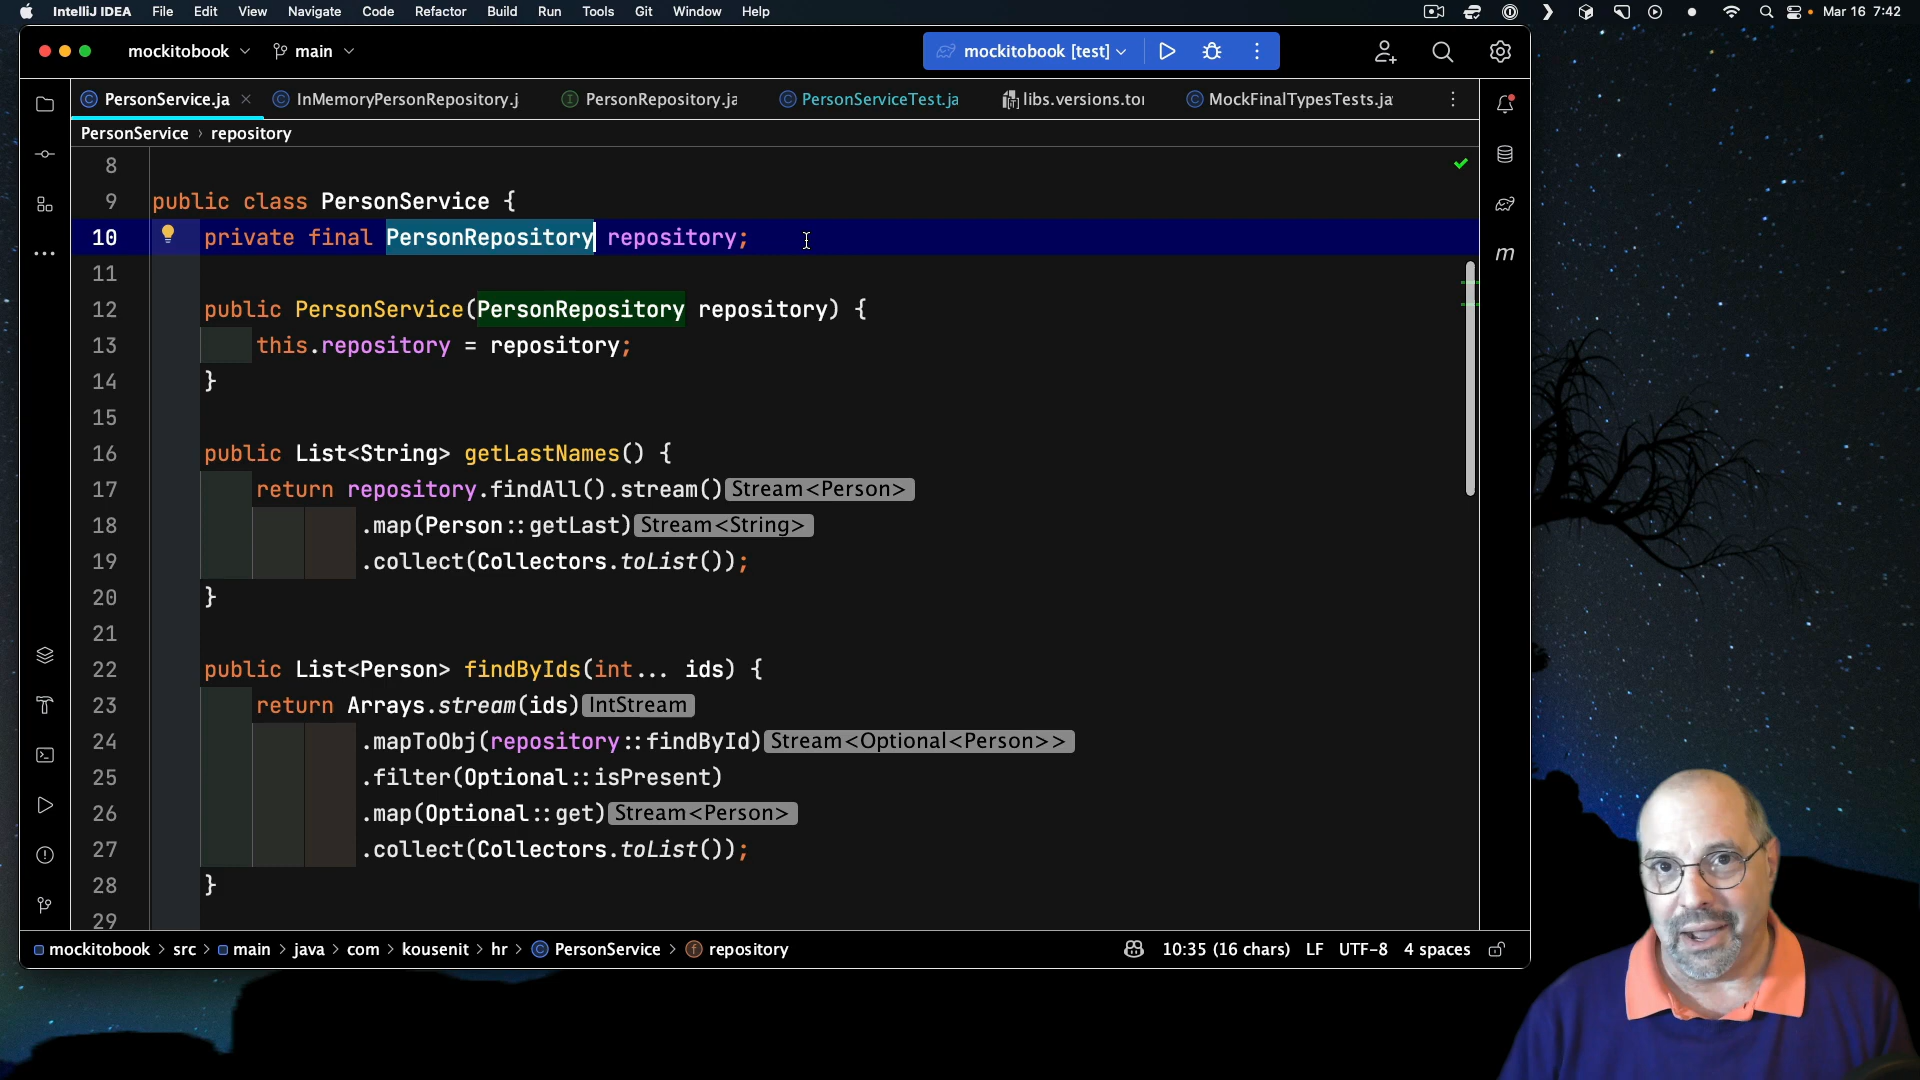 IntelliJ IDEA File Edit View Navigate Code Refactor Build Run Tools Git Window Help Mar 16 7:42
mockitobook main mockitobook [test]
PersonService.ja InMemoryPersonRepository.j PersonRepository.ja PersonServiceTest.ja libs.versions.to MockFinalTypesTests.ja
PersonService › repository
8
9 public class PersonService {
10 private final PersonRepository repository;
11
12 public PersonService(PersonRepository repository) {
13 this.repository = repository;
14 }
15
16 public List<String> getLastNames() {
17 return repository.findAll().stream() Stream<Person>
18 .map(Person::getLast) Stream<String>
19 .collect(Collectors.toList());
20 }
21
22 public List<Person> findByIds(int... ids) {
23 return Arrays.stream(ids) IntStream
24 .mapToObj(repository::findById) Stream<Optional<Person>>
25 .filter(Optional::isPresent)
26 .map(Optional::get) Stream<Person>
27 .collect(Collectors.toList());
28 }
29
m
mockitobook › src › main › java › com › kousenit › hr › PersonService › repository 10:35 (16 chars) LF UTF-8 4 spaces